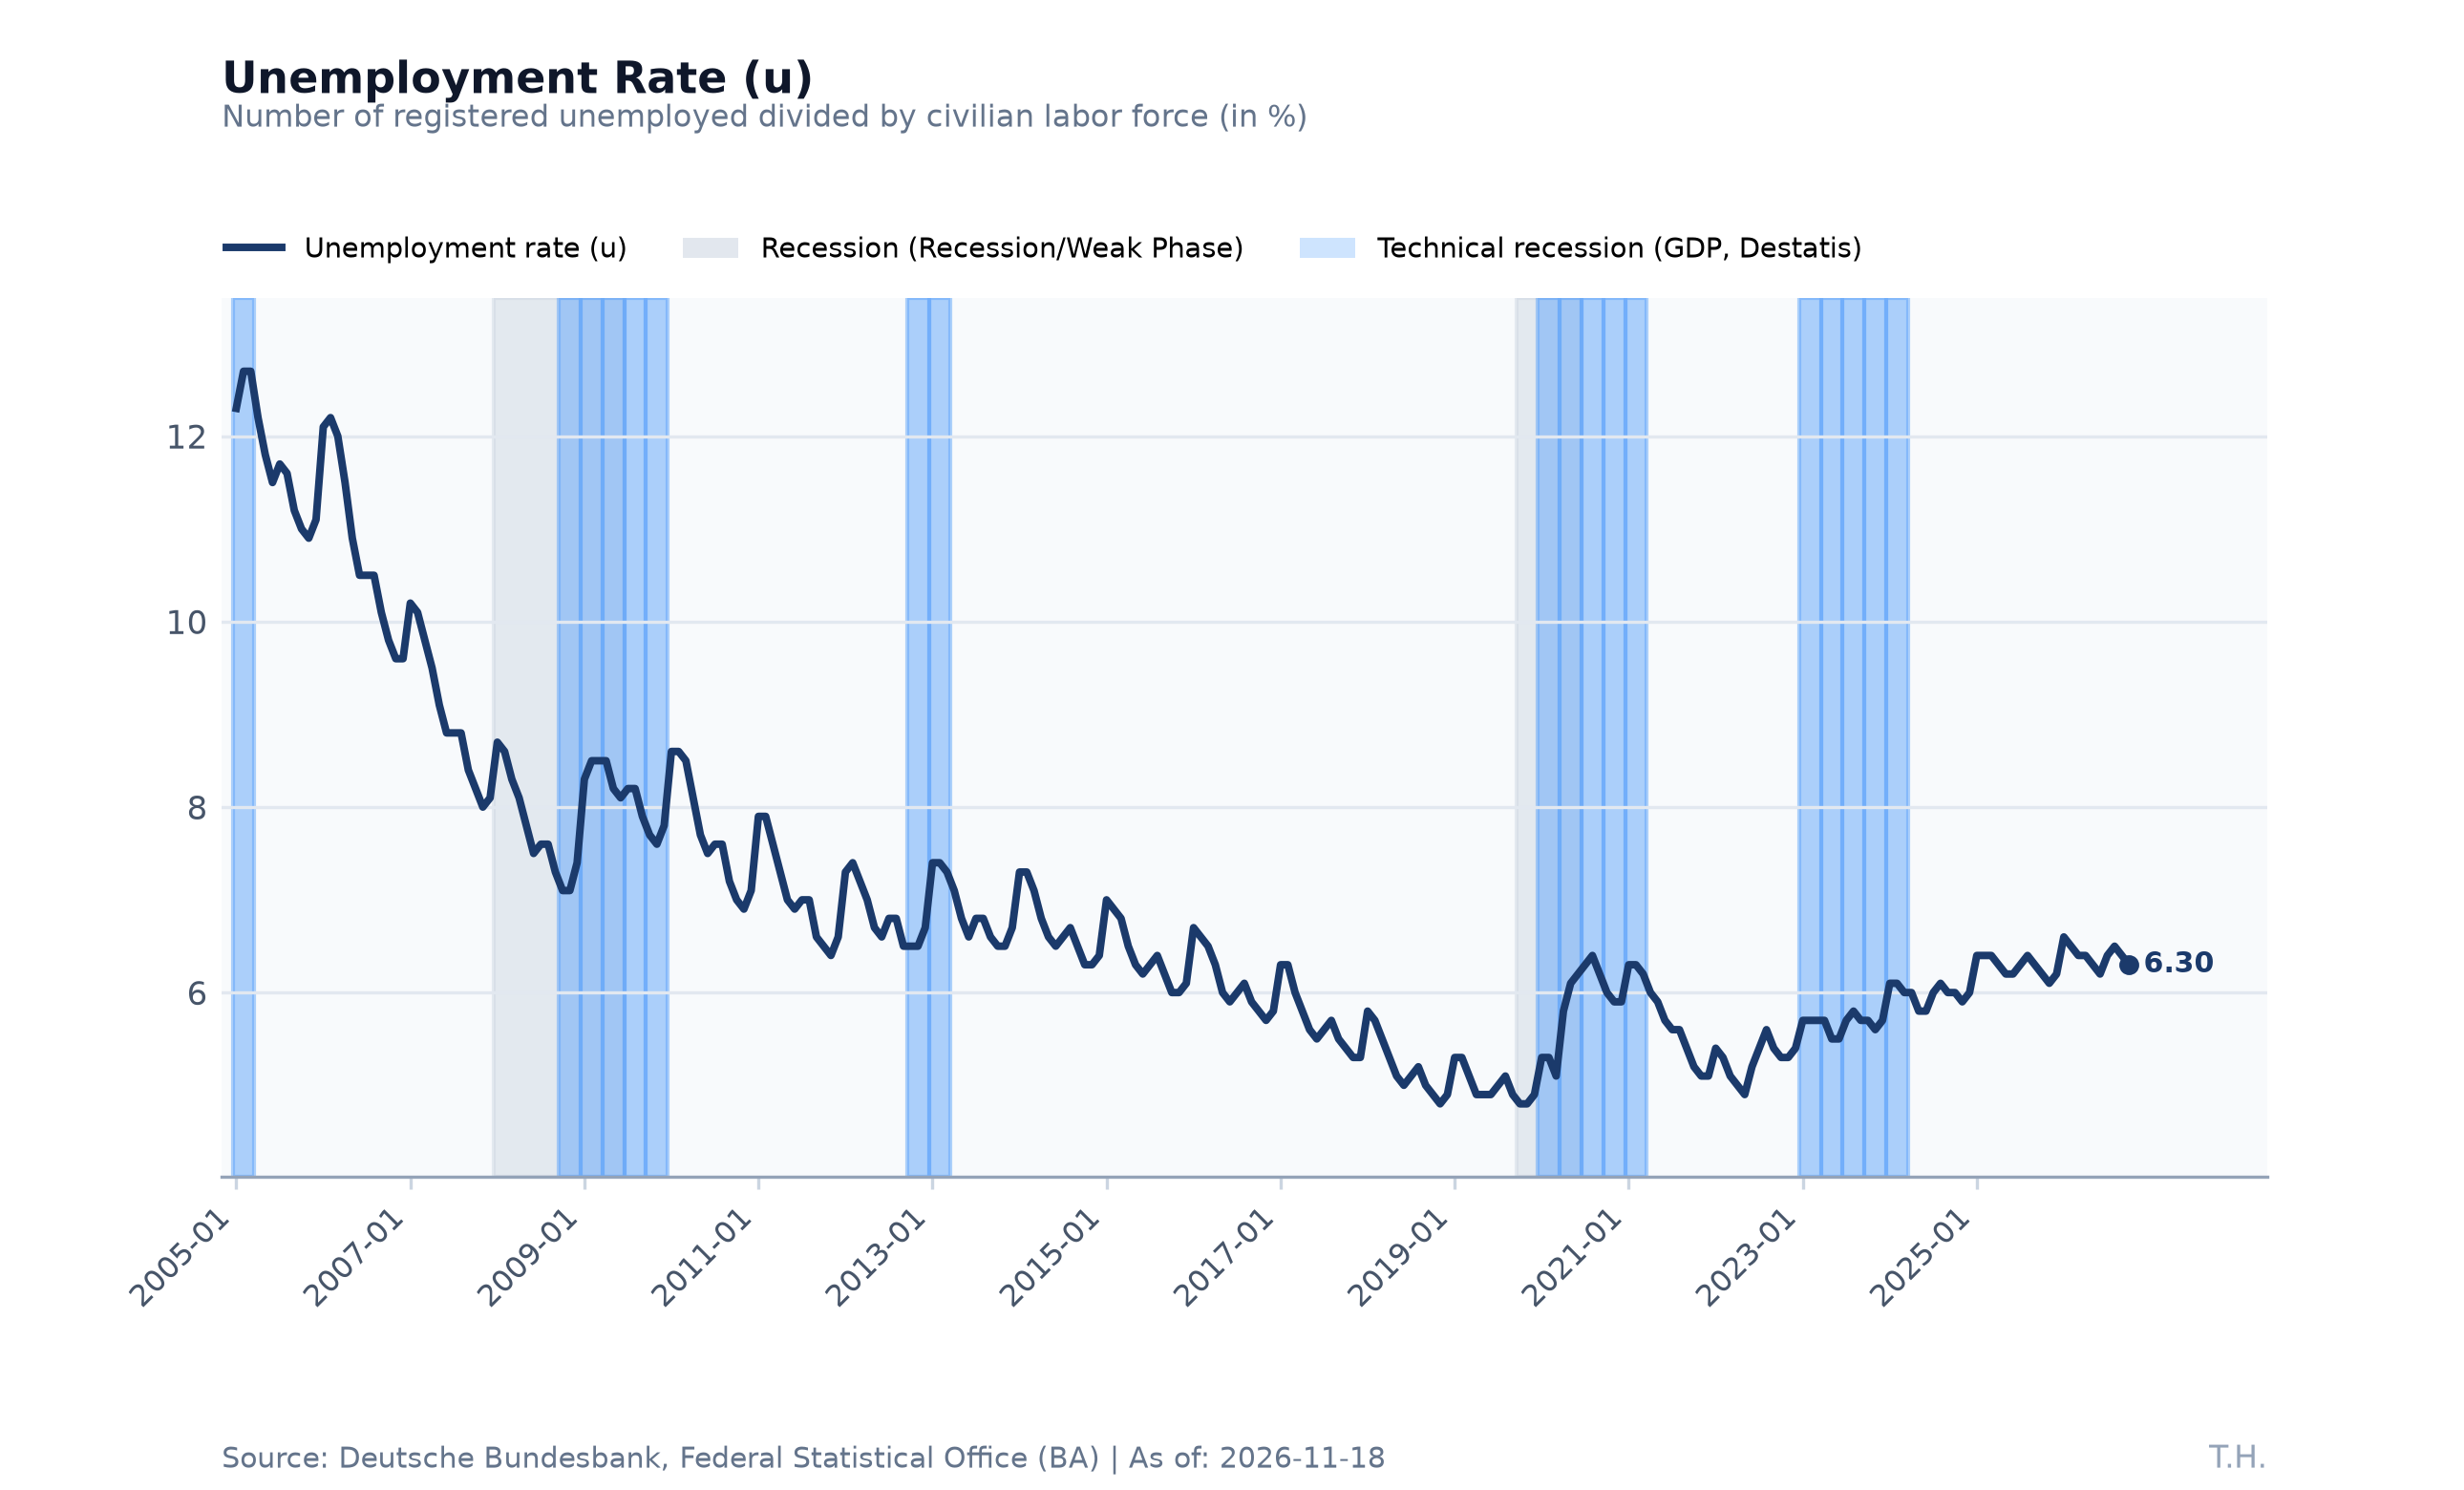 Unemployment Rate (u)
Number of registered unemployed divided by civilian labor force (in %)
Unemployment rate (u)
Recession (Recession/Weak Phase)
Technical recession (GDP, Destatis)
12
10
8
6
6.30
2005-01
2007-01
2009-01
2011-01
2013-01
2015-01
2017-01
2019-01
2021-01
2023-01
2025-01
Source: Deutsche Bundesbank, Federal Statistical Office (BA) | As of: 2026-11-18
T.H.